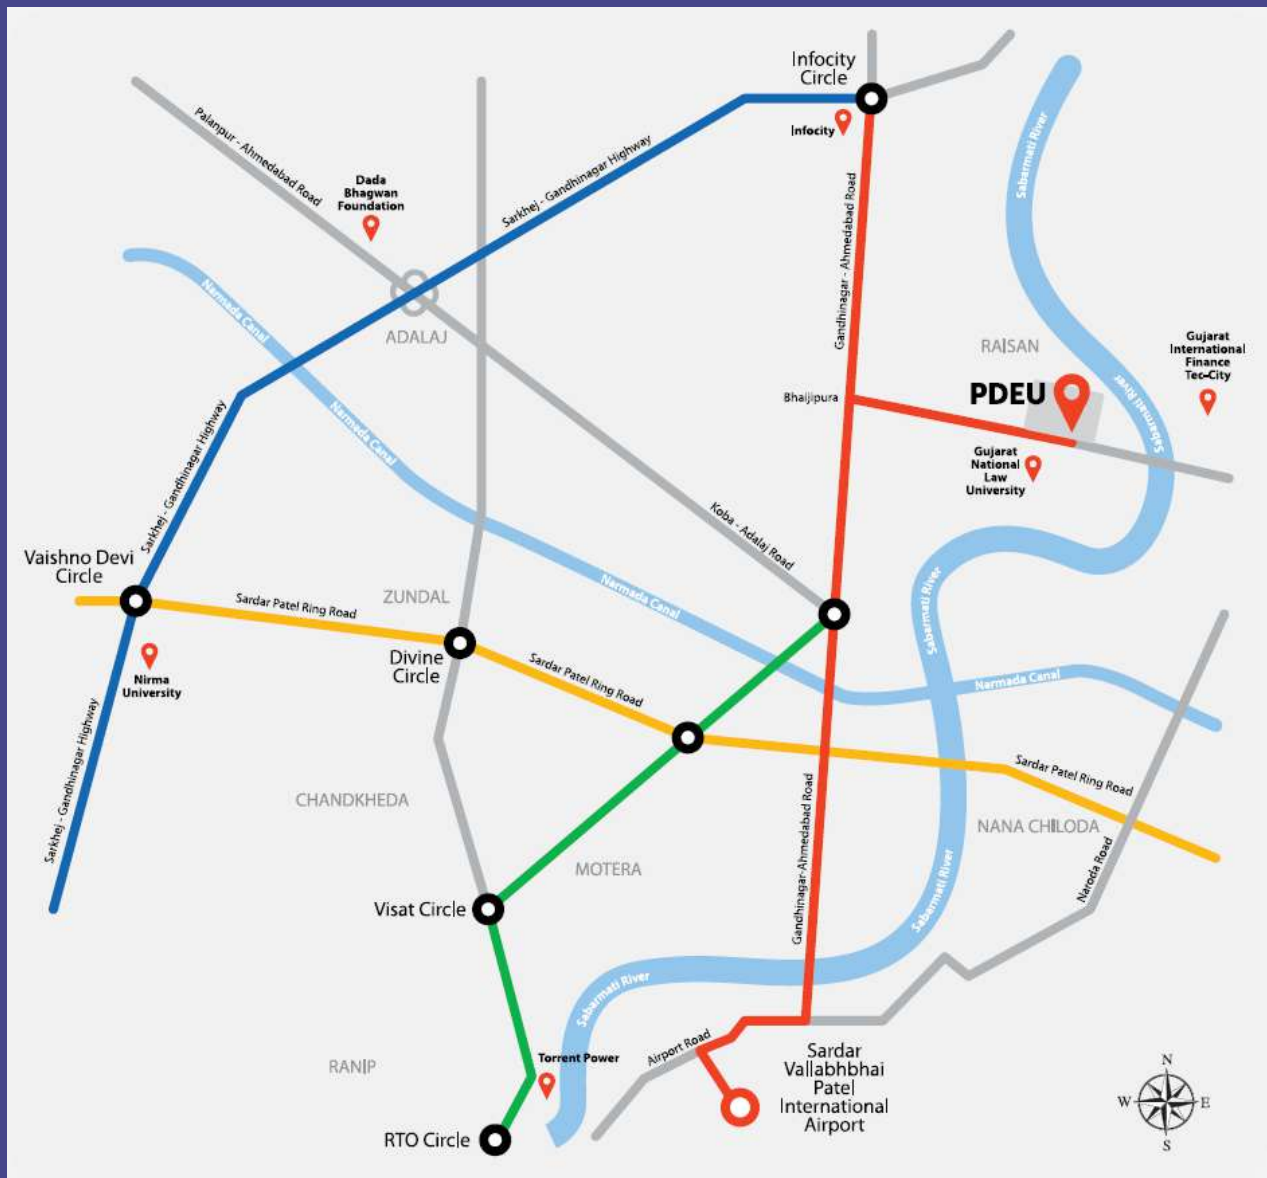 Infocity
Circle
Infocity
Palanpur - Ahmedabad Road
Dada
Bhagwan
Foundation
Sarkhej - Gandhinagar Highway
Gandhinagar - Ahmedabad Road
Sabarmati River
Narmada Canal
ADALAJ
RAISAN
Gujarat
International
Finance
Tec-City
PDEU
Bhaijipura
Sabarmati River
Narmada Canal
Gujarat
National
Law
University
Sarkhej - Gandhinagar Highway
Koba - Adalaj Road
Vaishno Devi
Circle
Sardar Patel Ring Road
ZUNDAL
Narmada Canal
Sabarmati River
Divine
Circle
Sardar Patel Ring Road
Nirma
University
Narmada Canal
Sarkhej - Gandhinagar Highway
Sardar Patel Ring Road
CHANDKHEDA
NANA CHILODA
MOTERA
Gandhinagar-Ahmedabad Road
Naroda Road
Sabarmati River
Visat Circle
Sabarmati River
Airport Road
Torrent Power
RANIP
Sardar
Vallabhbhai
Patel
International
Airport
RTO Circle
N
W
E
S